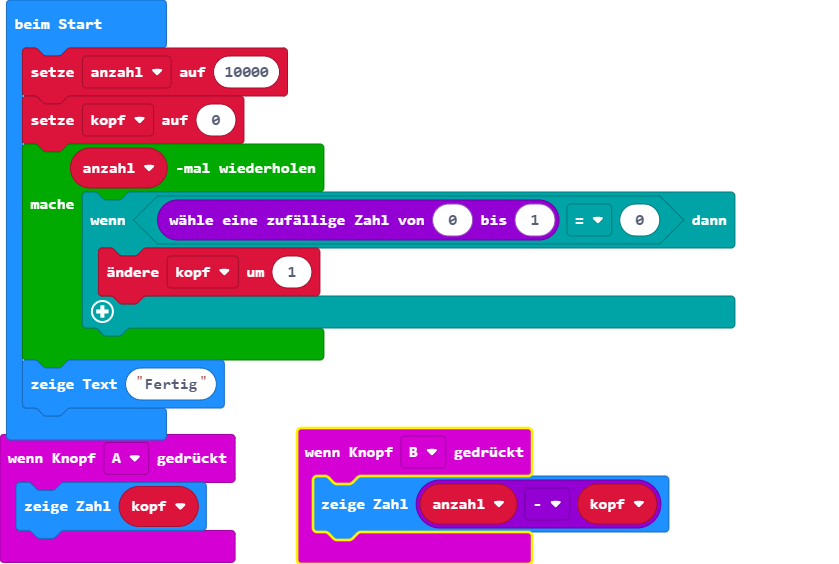 beim Start
setze anzahl auf 10000
setze kopf auf 0
anzahl -mal wiederholen
mache
wenn wähle eine zufällige Zahl von 0 bis 1 = 0 dann
ändere kopf um 1
zeige Text "Fertig"
wenn Knopf A gedrückt
zeige Zahl kopf
wenn Knopf B gedrückt
zeige Zahl anzahl - kopf